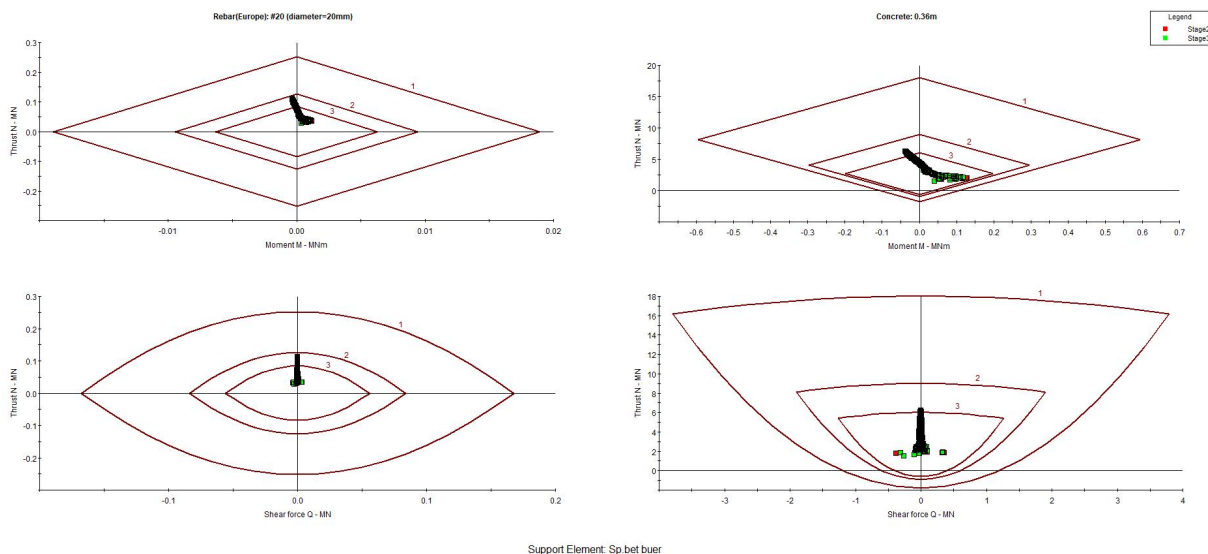 Rebar(Europe): #20 (diameter=20mm)
Concrete: 0.36m
Legend
Stage2
Stage3
0.3
0.2
0.1
0.0
-0.1
-0.2
Thrust N - MN
1
2
3
-0.01
0.00
0.01
0.02
Moment M - MNm
20
15
10
5
0
Thrust N - MN
1
2
3
-0.7 -0.6 -0.5 -0.4 -0.3 -0.2 -0.1 0.0 0.1 0.2 0.3 0.4 0.5 0.6 0.7
Moment M - MNm
0.3
0.2
0.1
0.0
-0.1
-0.2
Thrust N - MN
1
2
3
-0.1
0.0
0.1
0.2
Shear force Q - MN
18
16
14
12
10
8
6
4
2
0
Thrust N - MN
1
2
3
-4 -3 -2 -1 0 1 2 3 4
Shear force Q - MN
Support Element: Sp.bet buer